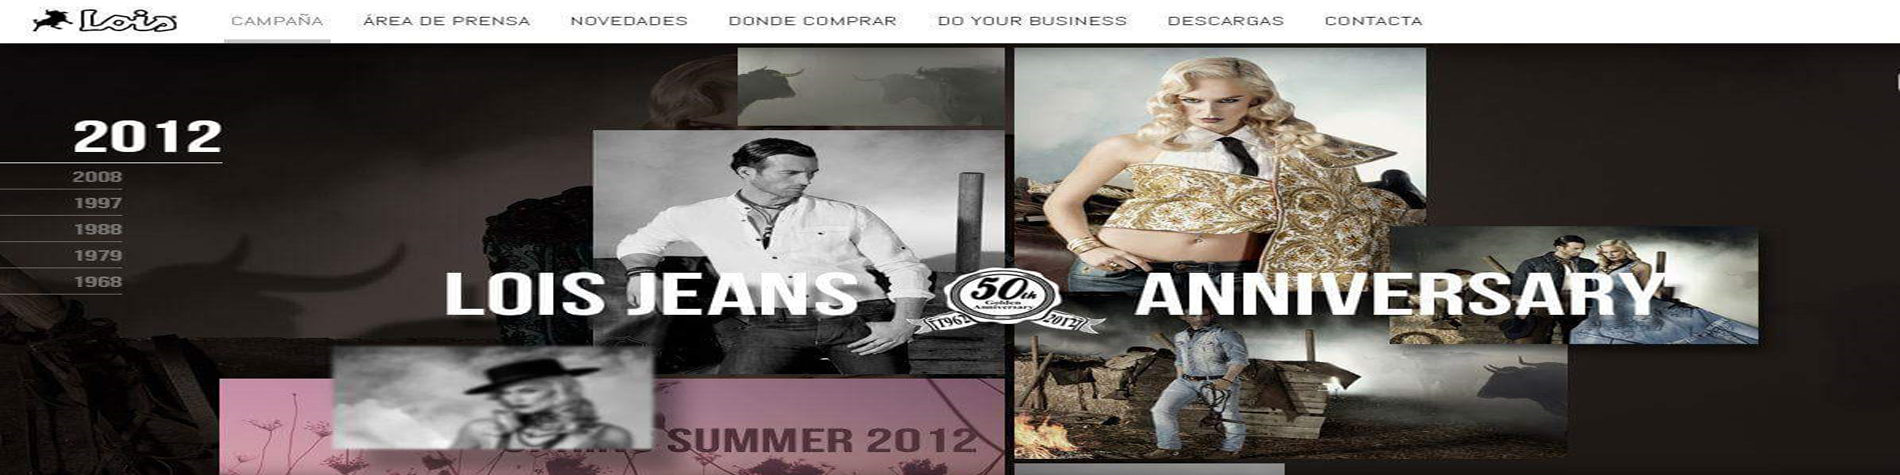 Lois CAMPAÑA ÁREA DE PRENSA NOVEDADES DONDE COMPRAR DO YOUR BUSINESS DESCARGAS CONTACTA
2012
2008
1997
1988
1979
1968
LOIS JEANS 50th ANNIVERSARY
Golden
Anniversary
1962 2012
SUMMER 2012